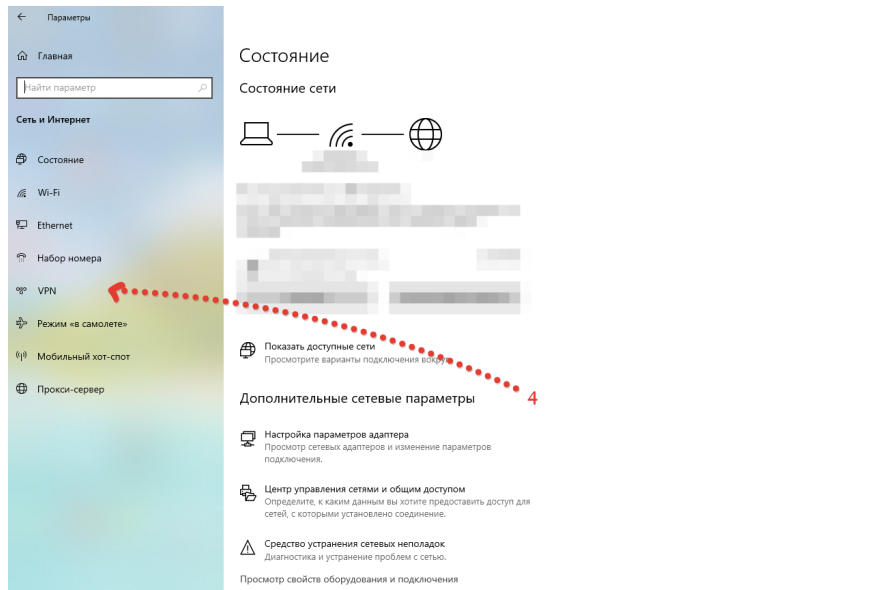 Параметры
Главная
Найти параметр
Сеть и Интернет
Состояние
Wi-Fi
Ethernet
Набор номера
VPN
Режим «в самолете»
Мобильный хот-спот
Прокси-сервер
Состояние
Состояние сети
Показать доступные сети
Просмотрите варианты подключения вокруг
4
Дополнительные сетевые параметры
Настройка параметров адаптера
Просмотр сетевых адаптеров и изменение параметров
подключения.
Центр управления сетями и общим доступом
Определите, к каким данным вы хотите предоставить доступ для
сетей, с которыми установлено соединение.
Средство устранения сетевых неполадок
Диагностика и устранение проблем с сетью.
Просмотр свойств оборудования и подключения